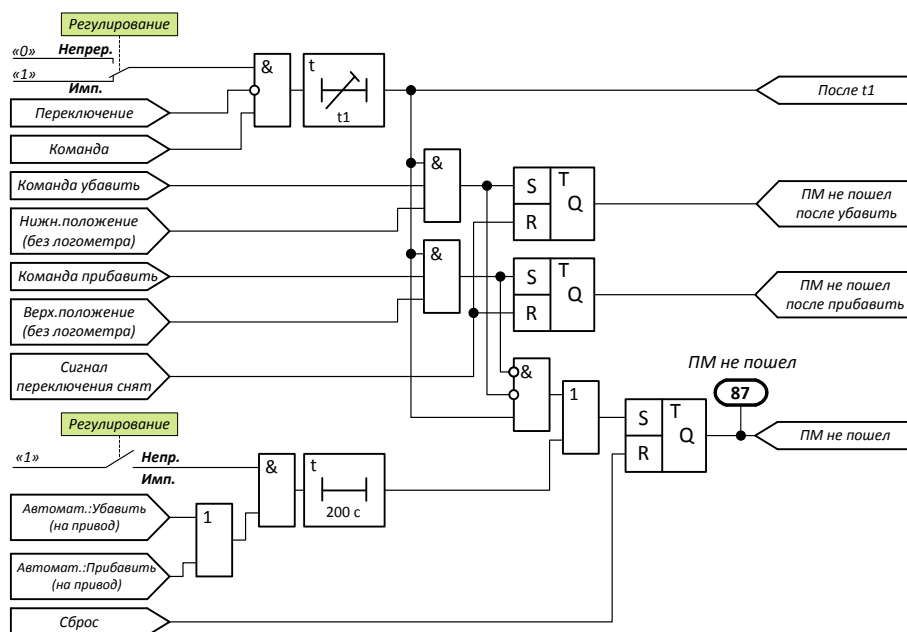 Регулирование
«0»
Непрер.
«1»
Имп.
&
t
t1
После t1
Переключение
Команда
Команда убавить
&
S
T
Q
R
ПМ не пошел
после убавить
Нижн.положение
(без логометра)
Команда прибавить
&
S
T
Q
R
ПМ не пошел
после прибавить
Верх.положение
(без логометра)
Сигнал
переключения снят
&
1
ПМ не пошел
87
S
T
Q
R
ПМ не пошел
Регулирование
«1»
Непр.
Имп.
&
t
200 с
Автомат.:Убавить
(на привод)
1
Автомат.:Прибавить
(на привод)
Сброс